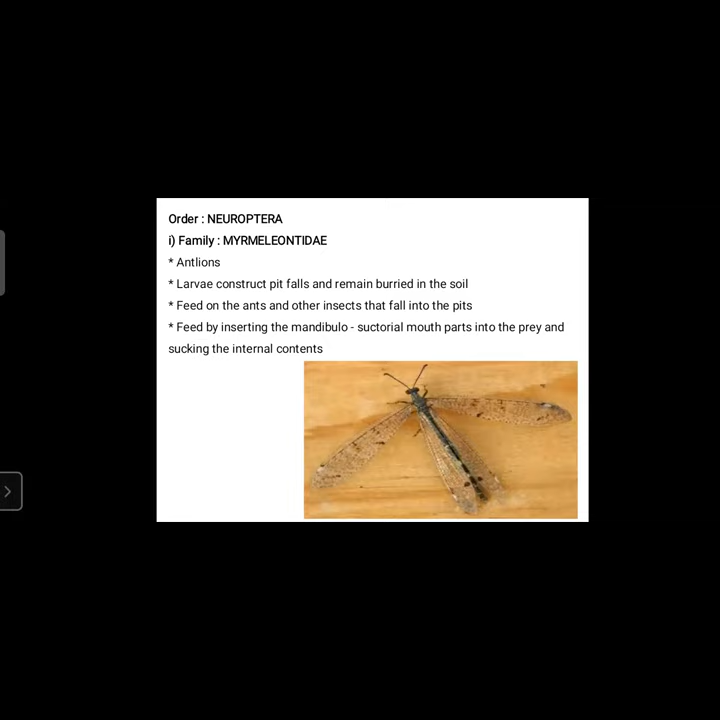 Order : NEUROPTERA
i) Family : MYRMELEONTIDAE
* Antlions
* Larvae construct pit falls and remain burried in the soil
* Feed on the ants and other insects that fall into the pits
* Feed by inserting the mandibulo - suctorial mouth parts into the prey and
sucking the internal contents